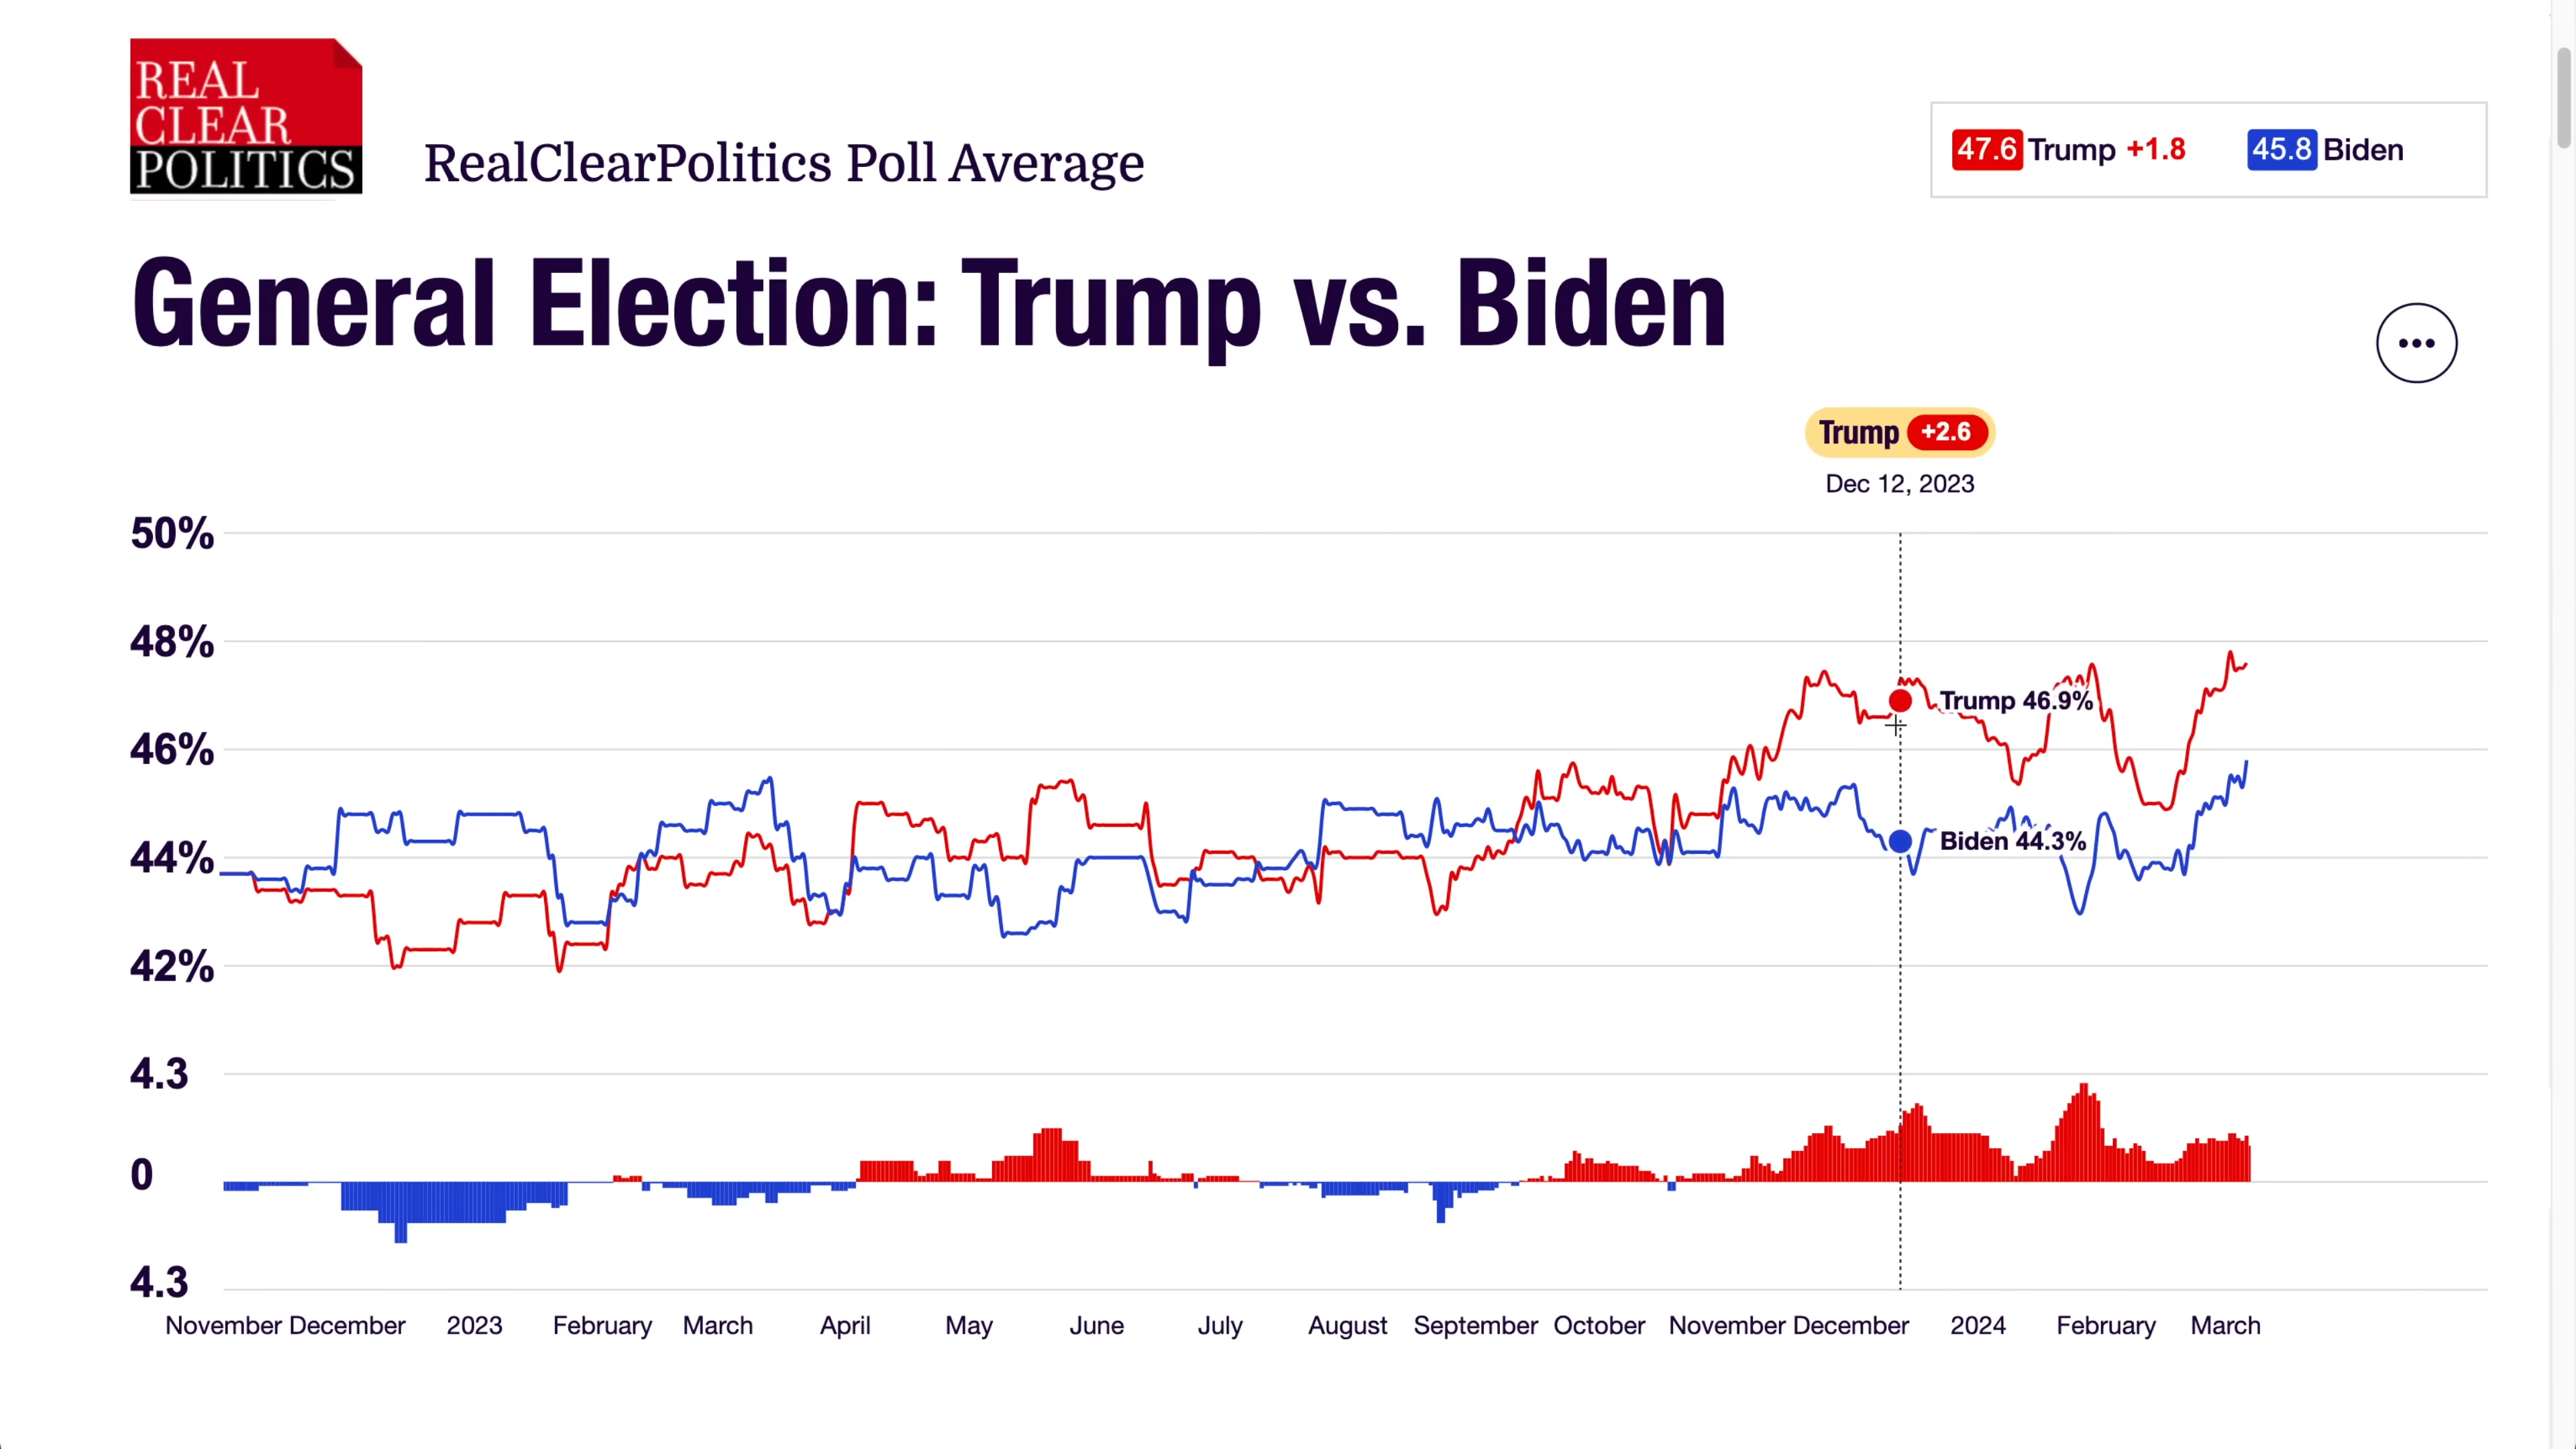 REAL
CLEAR
POLITICS
RealClearPolitics Poll Average
47.6 Trump +1.8 45.8 Biden
General Election: Trump vs. Biden
Trump +2.6
Dec 12, 2023
50%
48%
Trump 46.9%
46%
Biden 44.3%
44%
42%
4.3
0
4.3
November December 2023 February March April May June July August September October November December 2024 February March